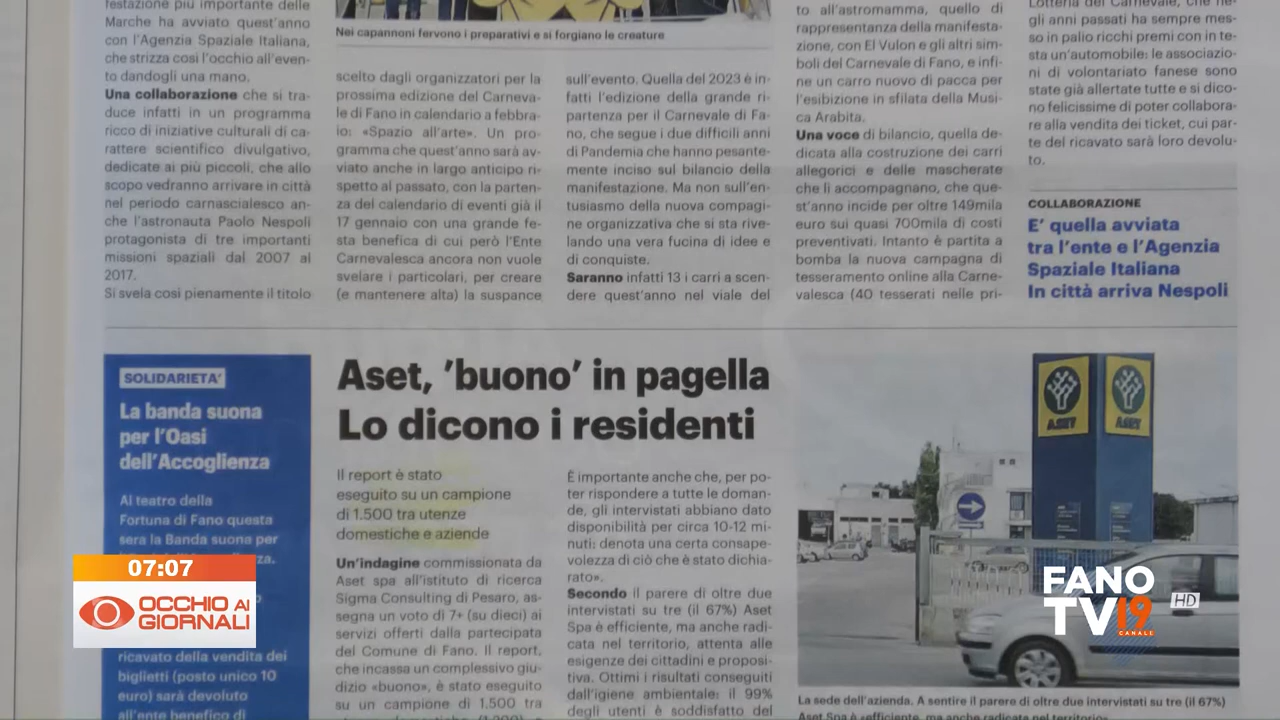 festazione più importante delle
Marche ha avviato quest'anno
con l'Agenzia Spaziale Italiana,
che strizza così l'occhio all'even-
to dandogli una mano.
Una collaborazione che si tra-
duce infatti in un programma
ricco di iniziative culturali di ca-
rattere scientifico divulgativo,
dedicate ai più piccoli, che allo
scopo vedranno arrivare in città
nel periodo carnascialesco an-
che l'astronauta Paolo Nespoli
protagonista di tre importanti
missioni spaziali dal 2007 al
2017.
Si svela così pienamente il titolo
Nei capannoni fervono i preparativi e si forgiano le creature
scelto dagli organizzatori per la
prossima edizione del Carneva-
le di Fano in calendario a febbra-
io: «Spazio all'arte». Un pro-
gramma che quest'anno sarà av-
viato anche in largo anticipo ri-
spetto al passato, con la parten-
za del calendario di eventi già il
17 gennaio con una grande fe-
sta benefica di cui però l'Ente
Carnevalesca ancora non vuole
svelare i particolari, per creare
(e mantenere alta) la suspance
sull'evento. Quella del 2023 è in-
fatti l'edizione della grande ri-
partenza per il Carnevale di Fa-
no, che segue i due difficili anni
di Pandemia che hanno pesante-
mente inciso sul bilancio della
manifestazione. Ma non sull'en-
tusiasmo della nuova compagi-
ne organizzativa che si sta rive-
lando una vera fucina di idee e
di conquiste.
Saranno infatti 13 i carri a scen-
dere quest'anno nel viale del
to all'astromamma, quello di
rappresentanza della manifesta-
zione, con El Vulon e gli altri sim-
boli del Carnevale di Fano, e infi-
ne un carro nuovo di pacca per
l'esibizione in sfilata della Musi-
ca Arabita.
Una voce di bilancio, quella de-
dicata alla costruzione dei carri
allegorici e delle mascherate
che li accompagnano, che que-
st'anno incide per oltre 149mila
euro sui quasi 700mila di costi
preventivati. Intanto è partita a
bomba la nuova campagna di
tesseramento online alla Carne-
valesca (40 tesserati nelle pri-
Lotteria del Carnevale, che ne-
gli anni passati ha sempre mes-
so in palio ricchi premi con in te-
sta un'automobile: le associazio-
ni di volontariato fanese sono
state già allertate tutte e si dico-
no felicissime di poter collabora-
re alla vendita dei ticket, cui par-
te del ricavato sarà loro devolu-
to.
COLLABORAZIONE
E' quella avviata
tra l'ente e l'Agenzia
Spaziale Italiana
In città arriva Nespoli
SOLIDARIETA'
La banda suona
per l'Oasi
dell'Accoglienza
Al teatro della
Fortuna di Fano questa
sera la Banda suona per
ricavato della vendita dei
biglietti (posto unico 10
euro) sarà devoluto
all'ente benefico di
Aset, 'buono' in pagella
Lo dicono i residenti
Il report è stato
eseguito su un campione
di 1.500 tra utenze
domestiche e aziende
Un'indagine commissionata da
Aset spa all'istituto di ricerca
Sigma Consulting di Pesaro, as-
segna un voto di 7+ (su dieci) ai
servizi offerti dalla partecipata
del Comune di Fano. Il report,
che incassa un complessivo giu-
dizio «buono», è stato eseguito
su un campione di 1.500 tra
È importante anche che, per po-
ter rispondere a tutte le doman-
de, gli intervistati abbiano dato
disponibilità per circa 10-12 mi-
nuti: denota una certa consape-
volezza di ciò che è stato dichia-
rato».
Secondo il parere di oltre due
intervistati su tre (il 67%) Aset
Spa è efficiente, ma anche radi-
cata nel territorio, attenta alle
esigenze dei cittadini e propositi-
tiva. Ottimi i risultati conseguiti
dall'igiene ambientale: il 99%
degli utenti è soddisfatto del
ASET
ASET
La sede dell'azienda. A sentire il parere di oltre due intervistati su tre (il 67%)
Aset Spa è «efficiente, ma anche radicata nel territorio»
07:07
OCCHIO AI
GIORNALI
FANO
TV19
CANALE
HD